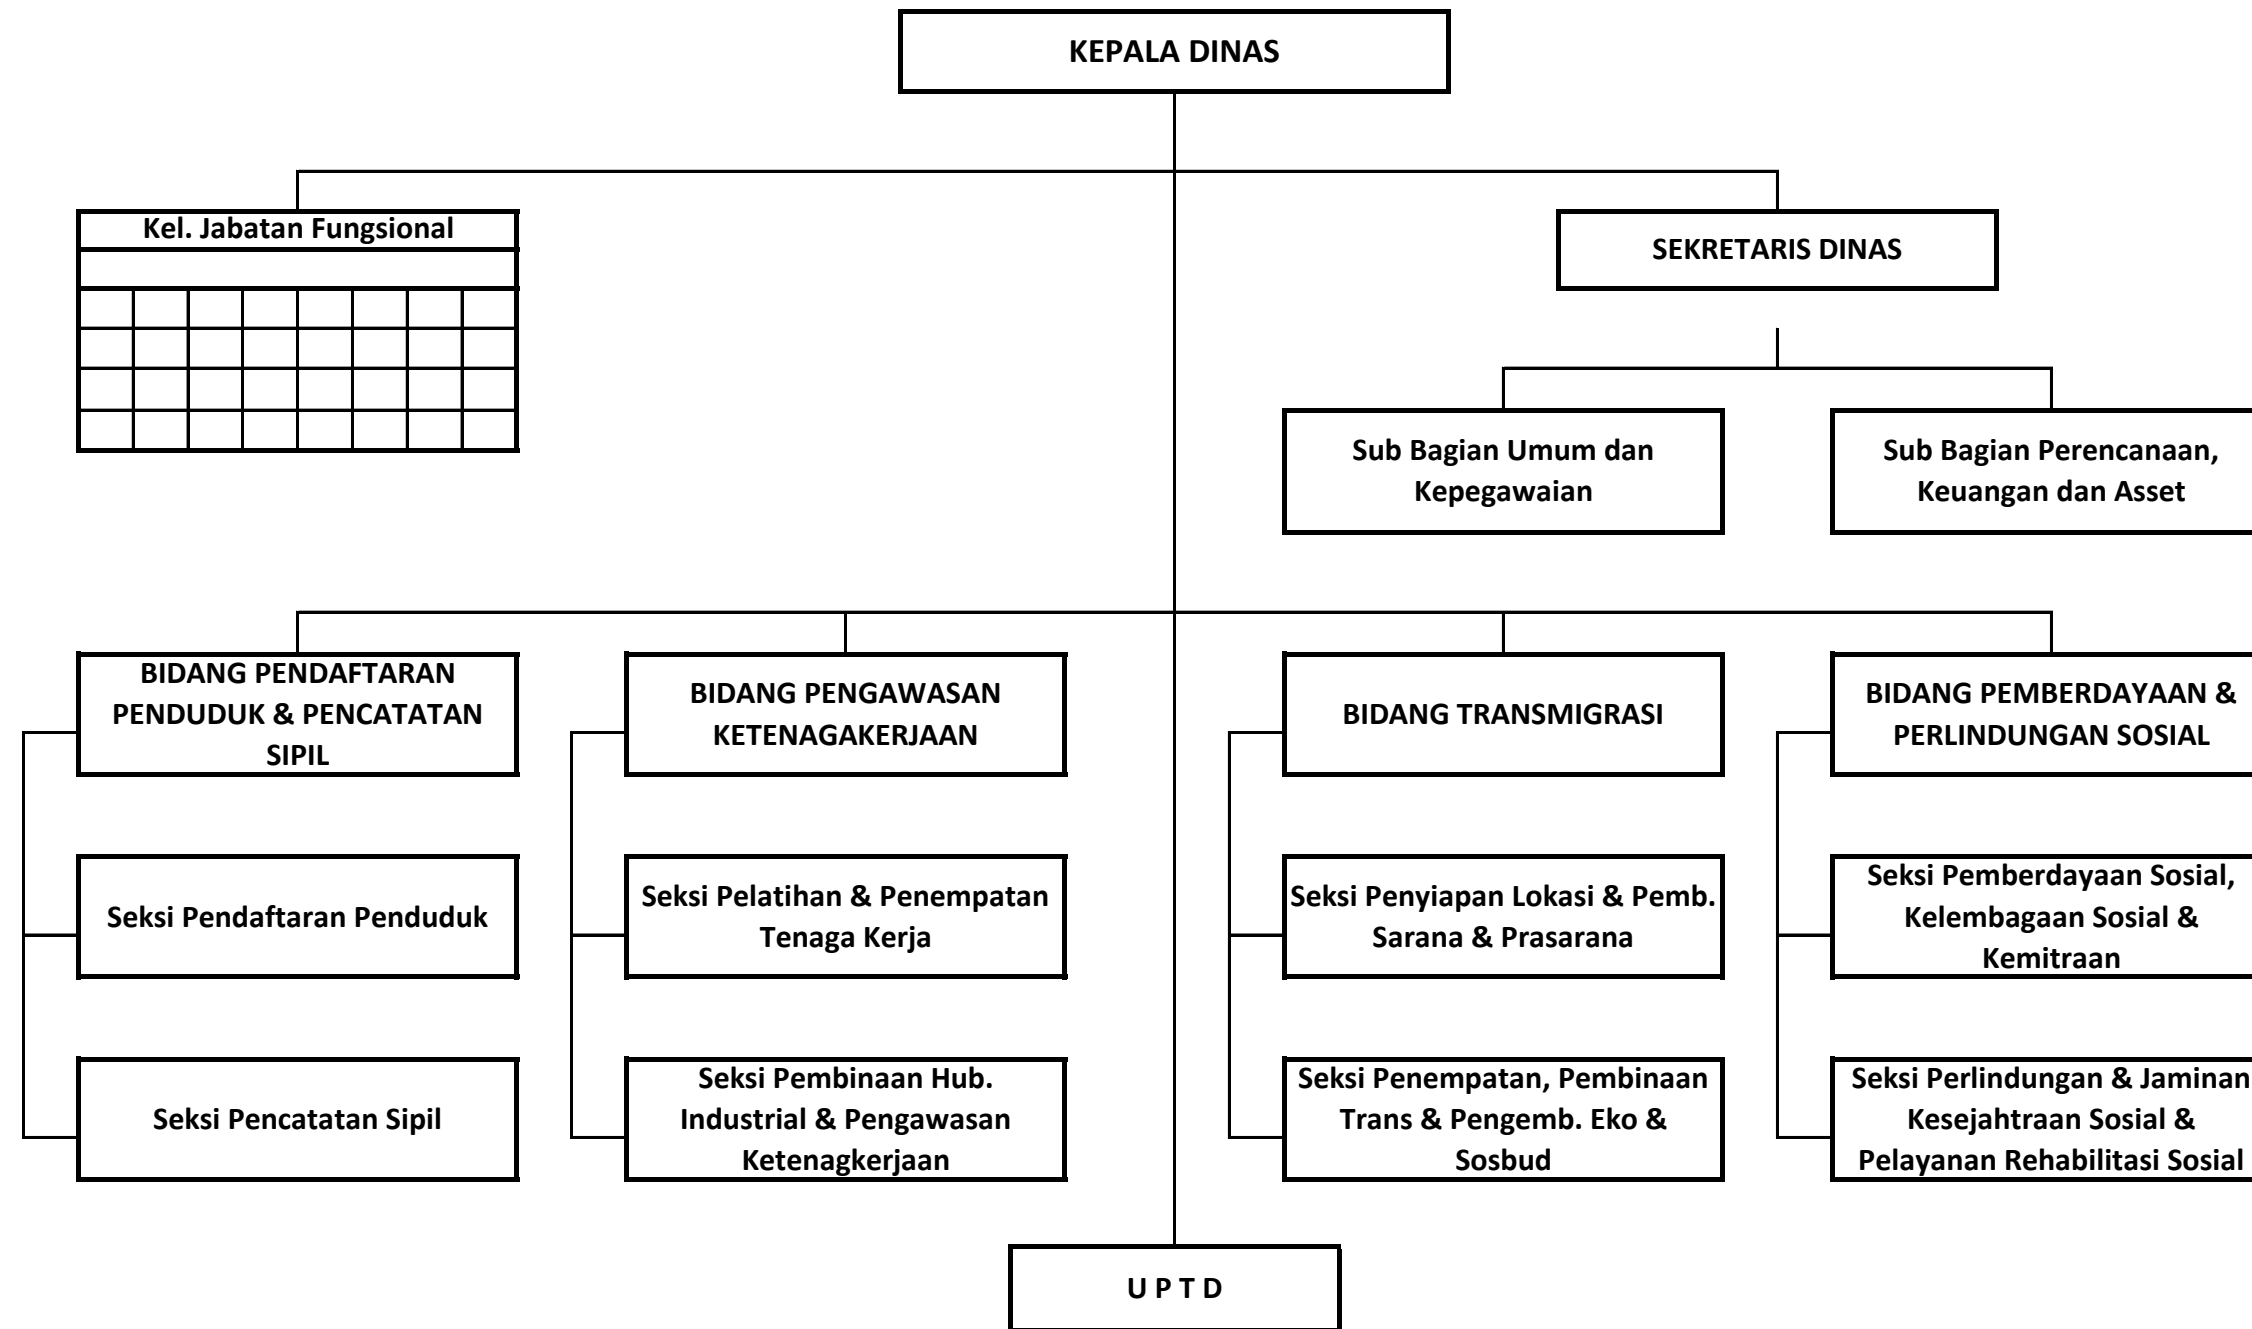 KEPALA DINAS
Kel. Jabatan Fungsional
SEKRETARIS DINAS
Sub Bagian Umum dan
Kepegawaian
Sub Bagian Perencanaan,
Keuangan dan Asset
BIDANG PENDAFTARAN
PENDUDUK & PENCATATAN
SIPIL
BIDANG PENGAWASAN
KETENAGAKERJAAN
BIDANG TRANSMIGRASI
BIDANG PEMBERDAYAAN &
PERLINDUNGAN SOSIAL
Seksi Pendaftaran Penduduk
Seksi Pelatihan & Penempatan
Tenaga Kerja
Seksi Penyiapan Lokasi & Pemb.
Sarana & Prasarana
Seksi Pemberdayaan Sosial,
Kelembagaan Sosial &
Kemitraan
Seksi Pencatatan Sipil
Seksi Pembinaan Hub.
Industrial & Pengawasan
Ketenagkerjaan
Seksi Penempatan, Pembinaan
Trans & Pengemb. Eko &
Sosbud
Seksi Perlindungan & Jaminan
Kesejahtraan Sosial &
Pelayanan Rehabilitasi Sosial
U P T D